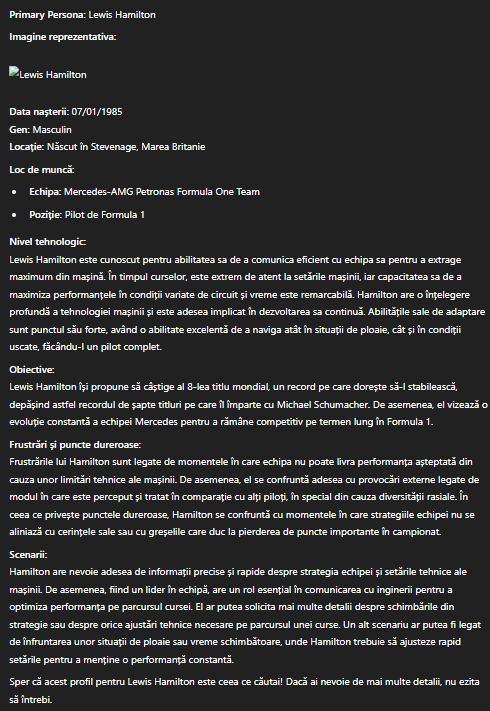 Primary Persona: Lewis Hamilton
Imagine reprezentativa:
Lewis Hamilton
Data nașterii: 07/01/1985
Gen: Masculin
Locație: Născut în Stevenage, Marea Britanie
Loc de muncă:
• Echipa: Mercedes-AMG Petronas Formula One Team
• Poziție: Pilot de Formula 1
Nivel tehnologic:
Lewis Hamilton este cunoscut pentru abilitatea sa de a comunica eficient cu echipa sa pentru a extrage
maximum din mașină. În timpul curselor, este extrem de atent la setările mașinii, iar capacitatea sa de a
maximiza performanțele în condiții variate de circuit și vreme este remarcabilă. Hamilton are o înțelegere
profundă a tehnologiei mașinii și este adesea implicat în dezvoltarea sa continuă. Abilitățile sale de adaptare
sunt punctul său forte, având o abilitate excelentă de a naviga atât în situații de ploaie, cât și în condiții
uscate, făcându-l un pilot complet.
Obiective:
Lewis Hamilton își propune să câștige al 8-lea titlu mondial, un record pe care dorește să-l stabilească,
depășind astfel recordul de șapte titluri pe care îl împarte cu Michael Schumacher. De asemenea, el vizează o
evoluție constantă a echipei Mercedes pentru a rămâne competitiv pe termen lung în Formula 1.
Frustrări și puncte dureroase:
Frustrările lui Hamilton sunt legate de momentele în care echipa nu poate livra performanța așteptată din
cauza unor limitări tehnice ale mașinii. De asemenea, el se confruntă adesea cu provocări externe legate de
modul în care este perceput și tratat în comparație cu alți piloți, în special din cauza diversității rasiale. În
ceea ce privește punctele dureroase, Hamilton se confruntă cu momentele în care strategiile echipei nu se
aliniază cu cerințele sale sau cu greșelile care duc la pierderea de puncte importante în campionat.
Scenarii:
Hamilton are nevoie adesea de informații precise și rapide despre strategia echipei și setările tehnice ale
mașinii. De asemenea, fiind un lider în echipă, are un rol esențial în comunicarea cu inginerii pentru a
optimiza performanța pe parcursul cursei. El ar putea solicita mai multe detalii despre schimbările din
strategie sau despre orice ajustări tehnice necesare pe parcursul unei curse. Un alt scenariu ar putea fi legat
de înfruntarea unor situații de ploaie sau vreme schimbătoare, unde Hamilton trebuie să ajusteze rapid
setările pentru a menține o performanță constantă.
Sper că acest profil pentru Lewis Hamilton este ceea ce căutai! Dacă ai nevoie de mai multe detalii, nu ezita
să întrebi.